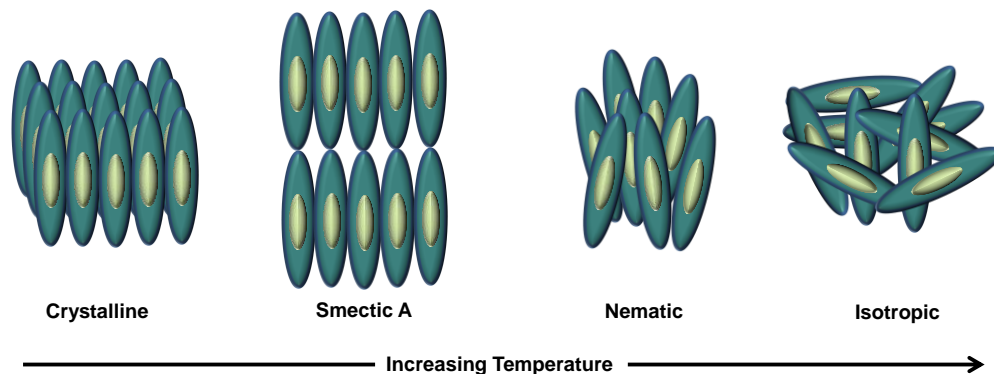 Crystalline
Smectic A
Nematic
Isotropic
Increasing Temperature